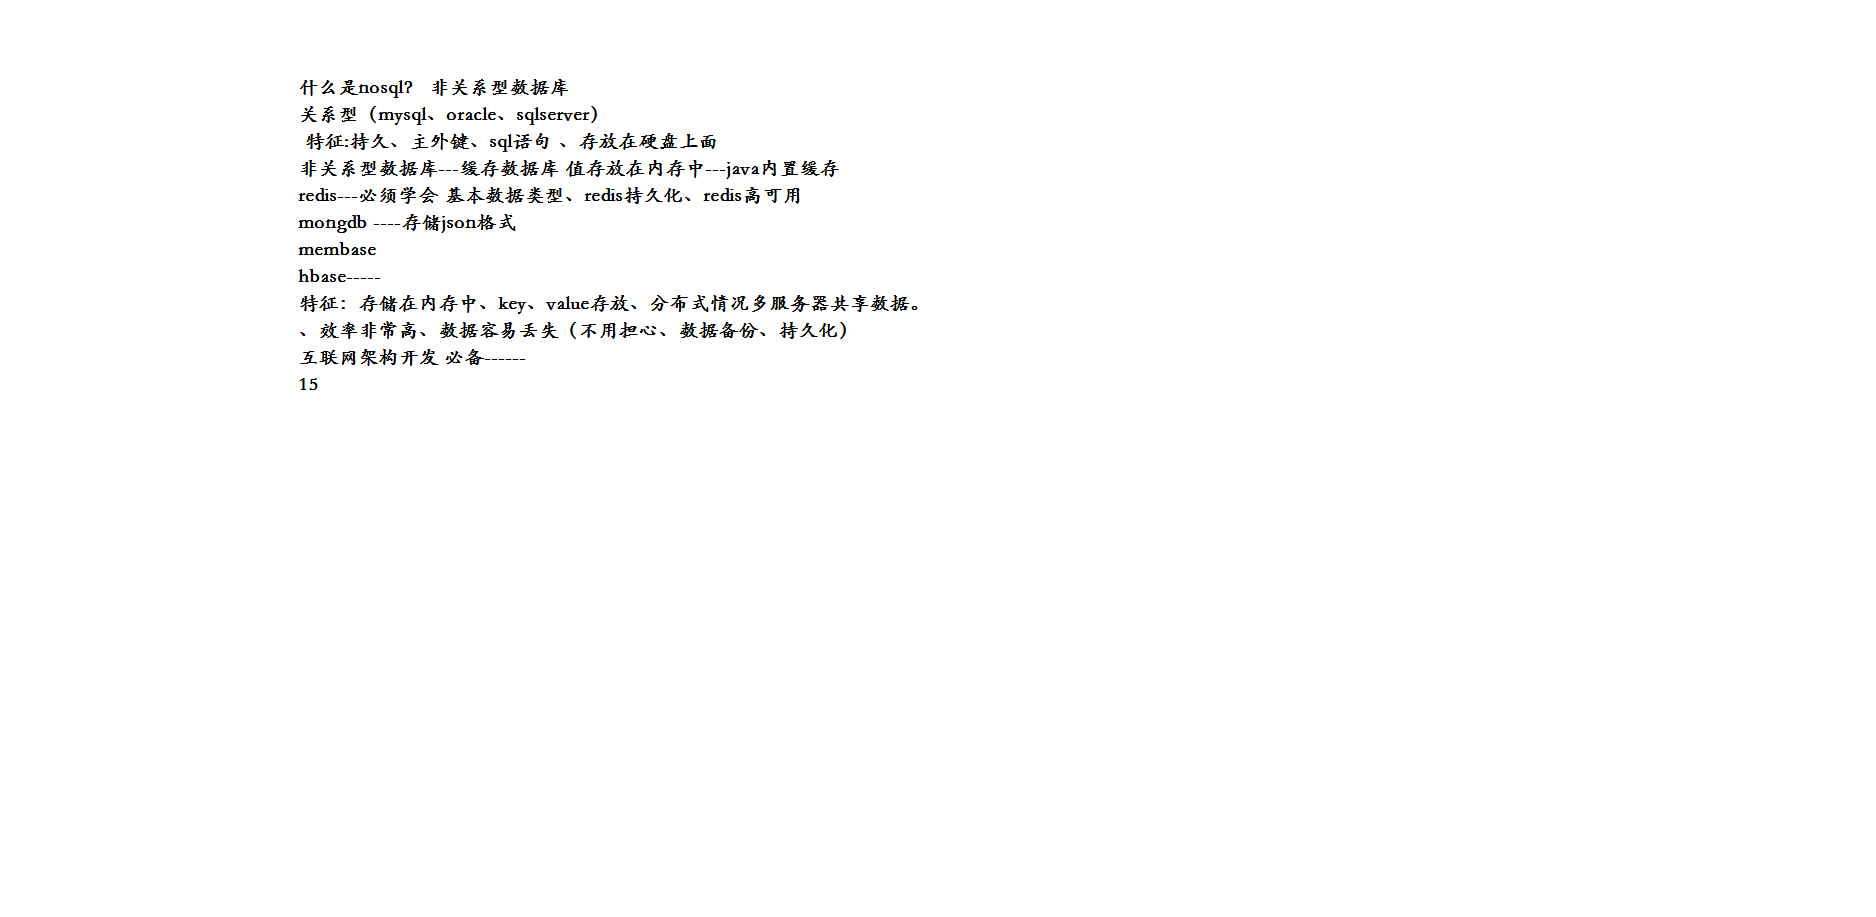 什么是nosql?   非关系型数据库
关系型（mysql、oracle、sqlserver）
特征:持久、主外键、sql语句 、存放在硬盘上面
非关系型数据库---缓存数据库 值存放在内存中---java内置缓存
redis---必须学会 基本数据类型、redis持久化、redis高可用
mongdb ----存储json格式
membase
hbase-----
特征：存储在内存中、key、value存放、分布式情况多服务器共享数据。
、效率非常高、数据容易丢失（不用担心、数据备份、持久化）
互联网架构开发 必备------
15